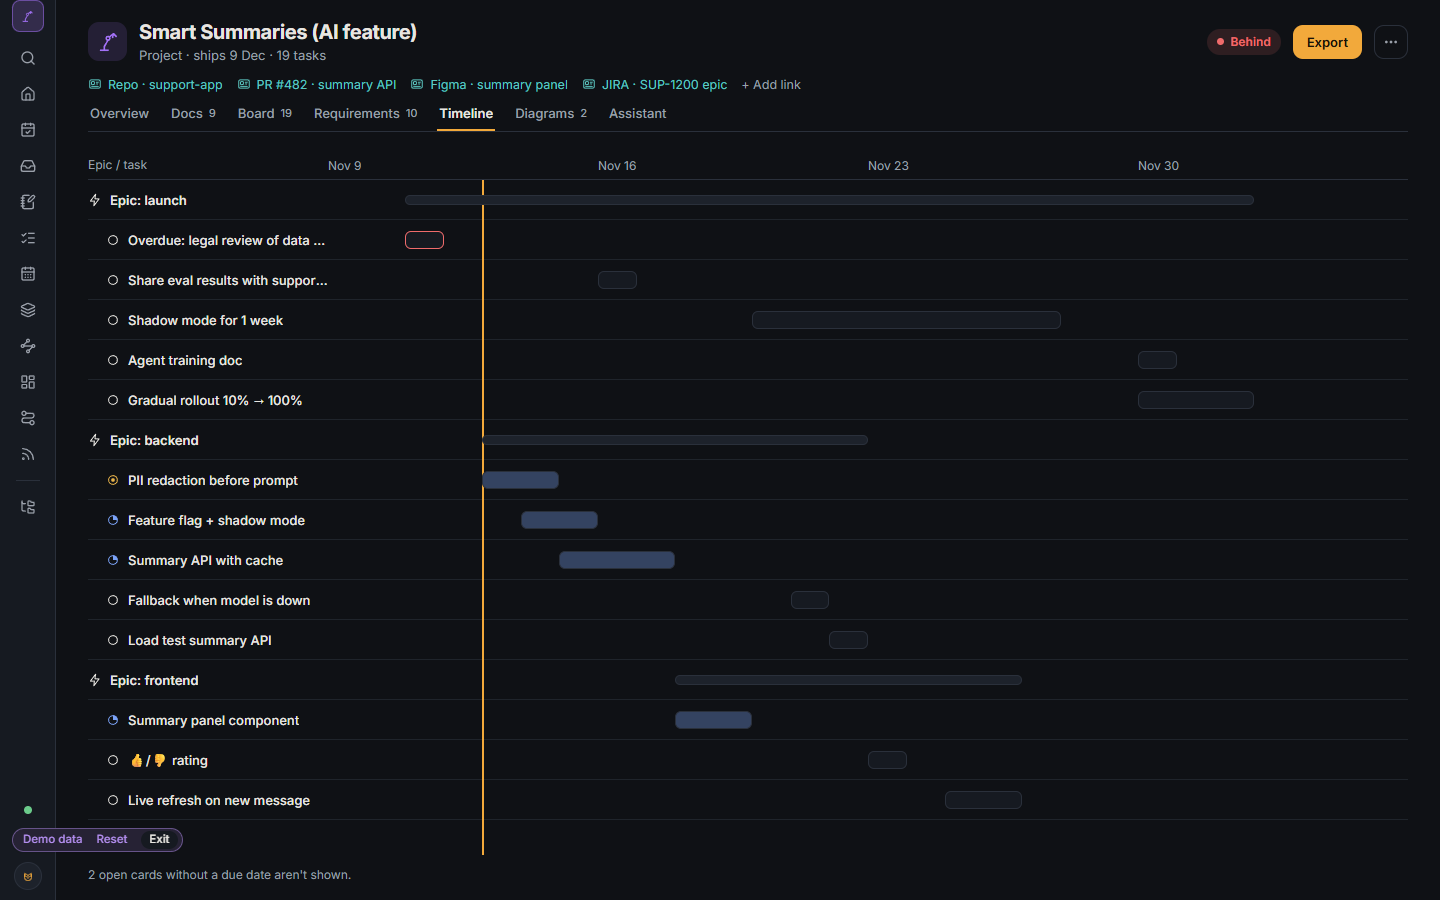 Smart Summaries (AI feature)
Project · ships 9 Dec · 19 tasks
Behind
Export
Repo · support-app
PR #482 · summary API
Figma · summary panel
JIRA · SUP-1200 epic
+ Add link
Overview
Docs 9
Board 19
Requirements 10
Timeline
Diagrams 2
Assistant
Epic / task
Nov 9
Nov 16
Nov 23
Nov 30
Epic: launch
Overdue: legal review of data ...
Share eval results with suppor...
Shadow mode for 1 week
Agent training doc
Gradual rollout 10% → 100%
Epic: backend
PII redaction before prompt
Feature flag + shadow mode
Summary API with cache
Fallback when model is down
Load test summary API
Epic: frontend
Summary panel component
👍/👎 rating
Live refresh on new message
Demo data
Reset
Exit
2 open cards without a due date aren't shown.